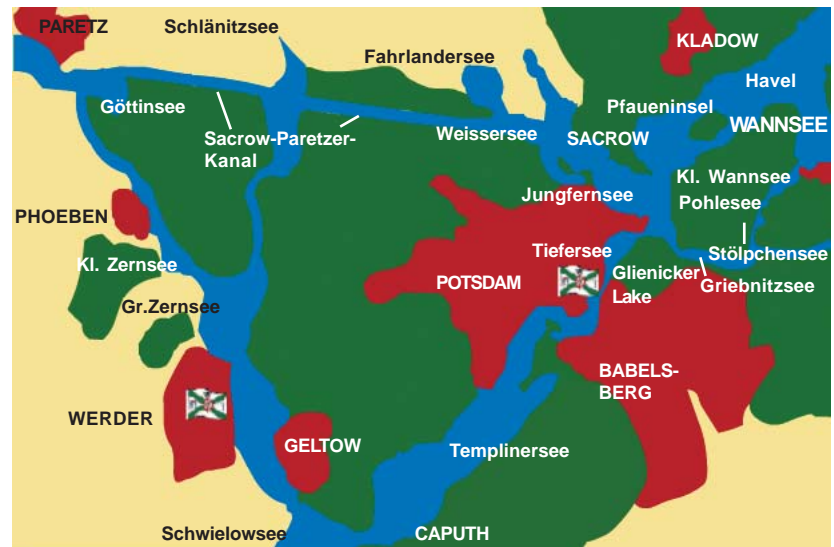 PARETZ
Schlänitzsee
Fahrlandersee
KLADOW
Havel
Göttinsee
Pfaueninsel
Sacrow-Paretzer-
Kanal
Weissersee
SACROW
WANNSEE
Kl. Wannsee
Pohlesee
Jungfernsee
PHOEBEN
Kl. Zernsee
Tiefersee
Stölpchensee
Glienicker
Lake
Griebnitzsee
POTSDAM
Gr.Zernsee
BABELS-
BERG
WERDER
GELTOW
Templinersee
Schwielowsee
CAPUTH